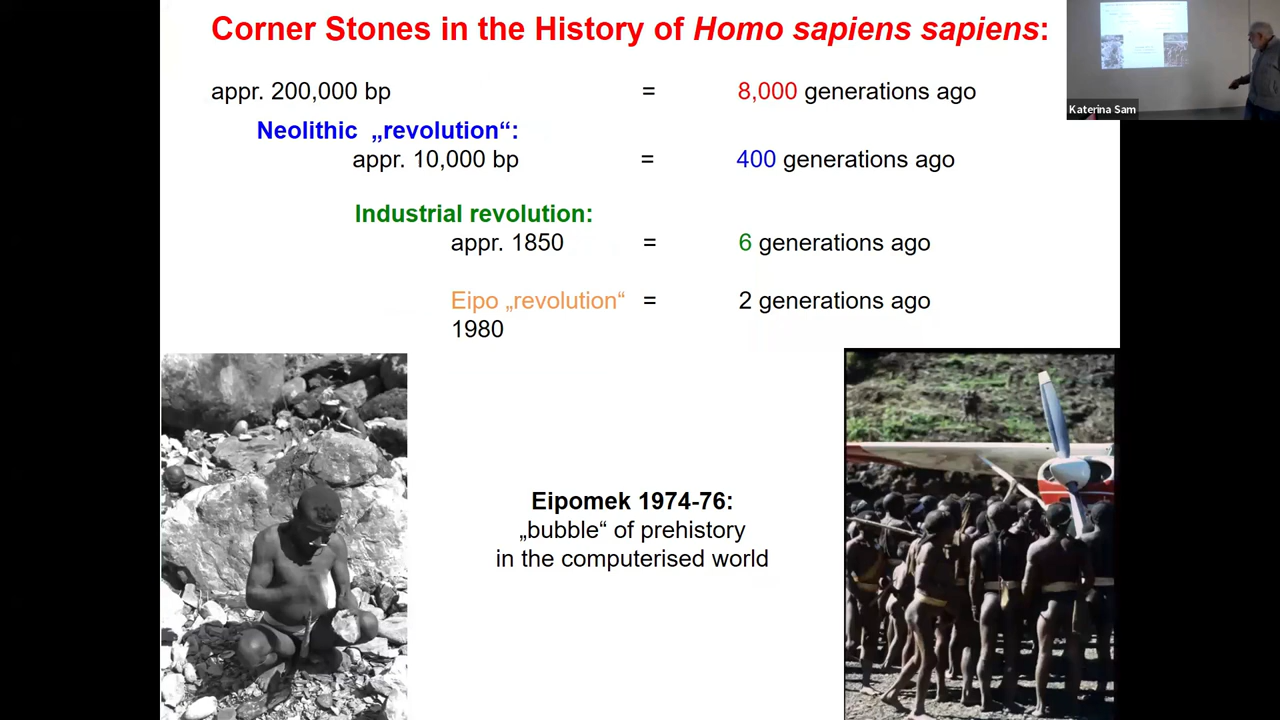 Corner Stones in the History of Homo sapiens sapiens:
appr. 200,000 bp = 8,000 generations ago
Neolithic „revolution“:
appr. 10,000 bp = 400 generations ago
Industrial revolution:
appr. 1850 = 6 generations ago
Eipo „revolution“ = 2 generations ago
1980
Eipomek 1974-76:
„bubble“ of prehistory
in the computerised world
Katerina Sam